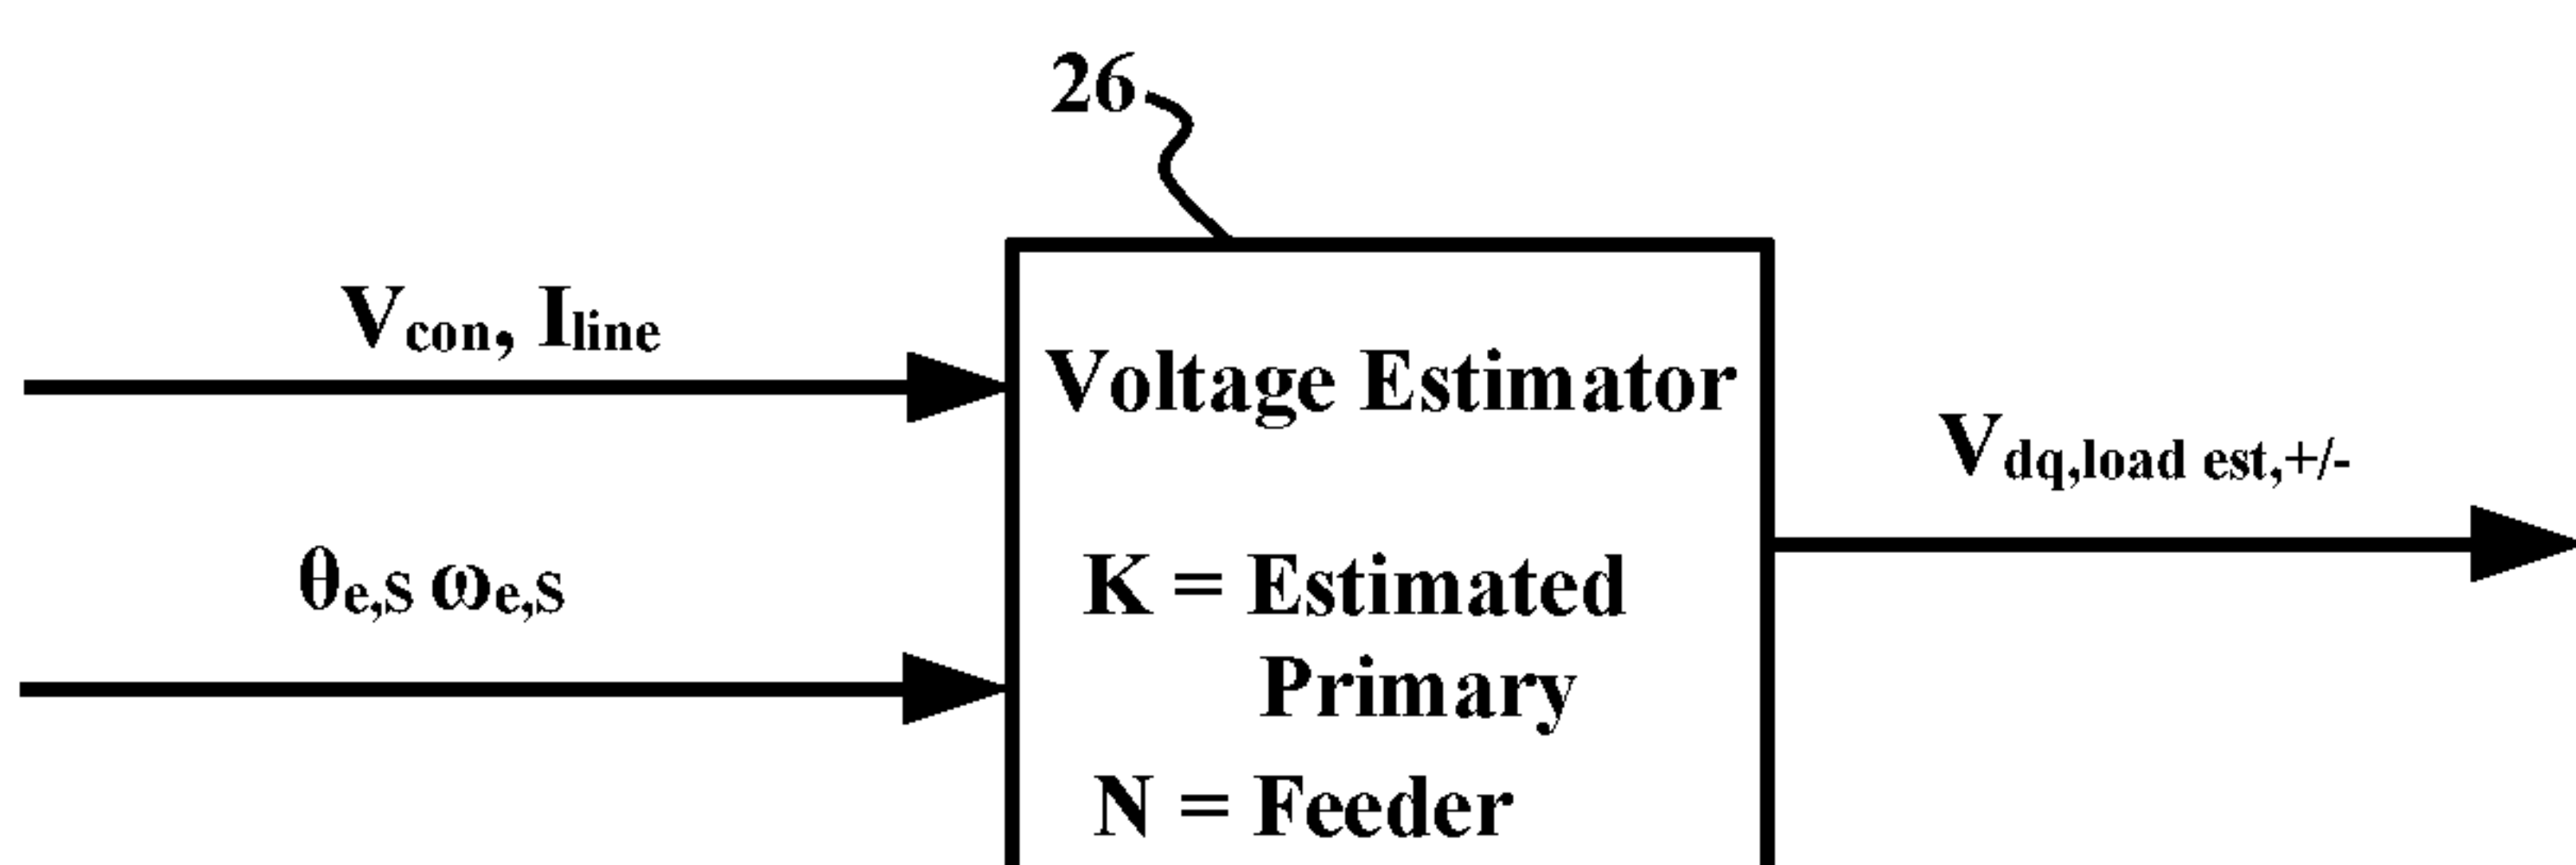 26
Vcon, Iline
Voltage Estimator
Vdq,load est,+/-
θe,S ωe,S
K = Estimated
Primary
N = Feeder